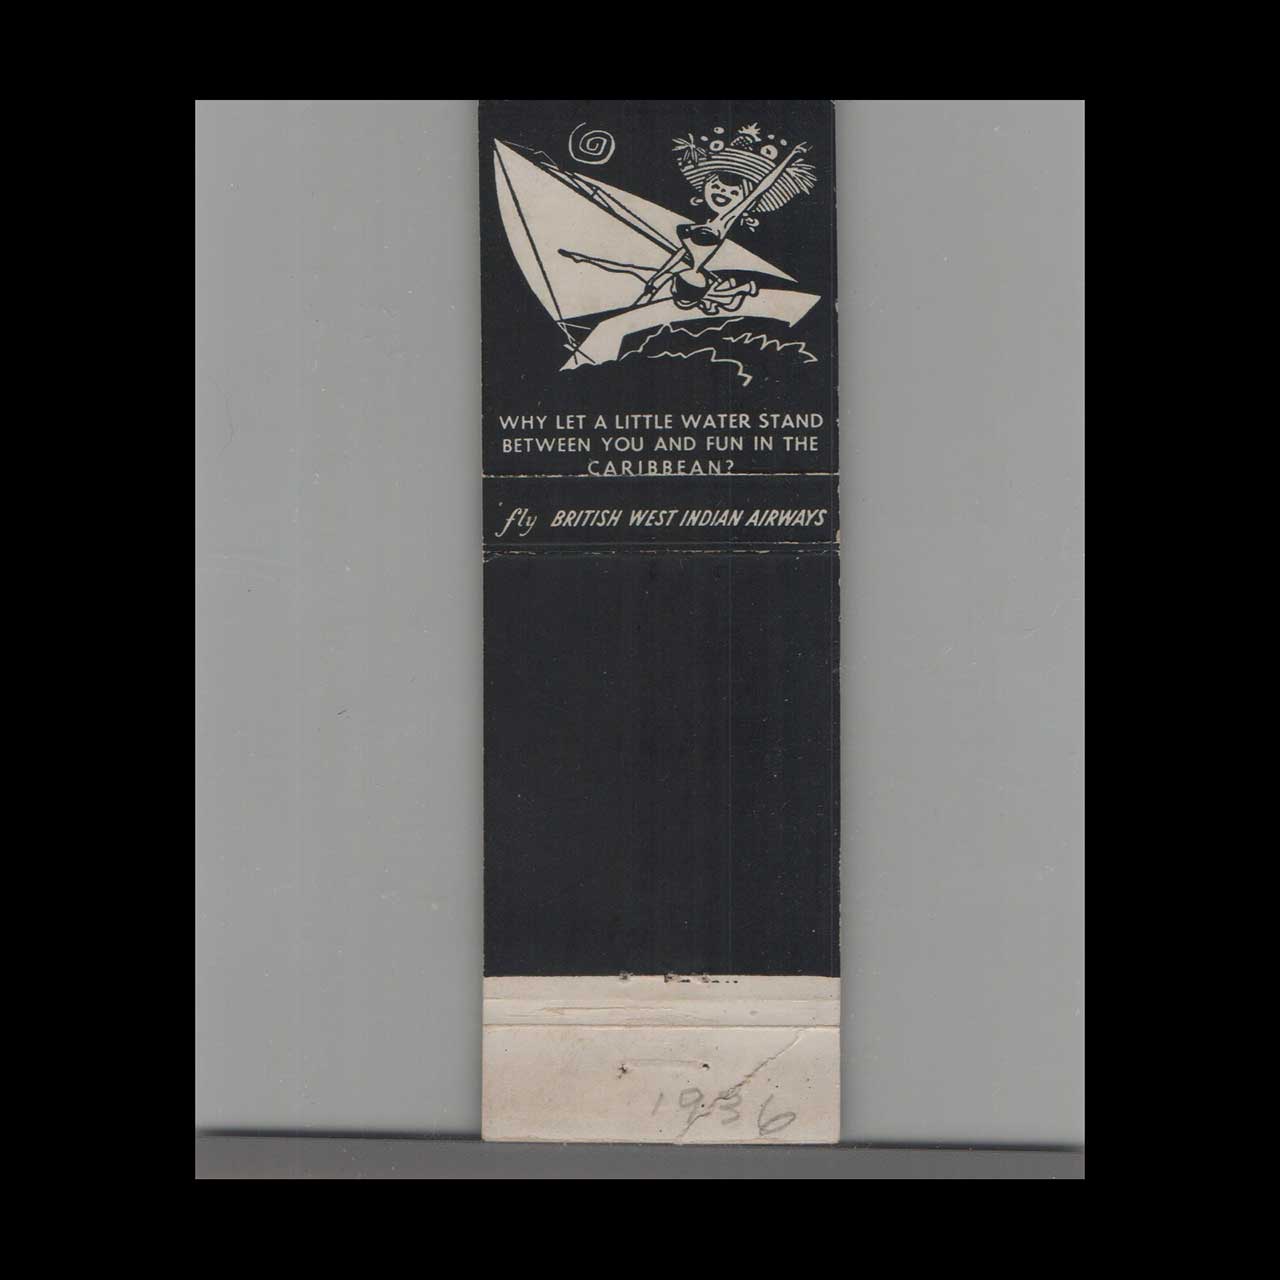 WHY LET A LITTLE WATER STAND
BETWEEN YOU AND FUN IN THE
CARIBBEAN?
fly BRITISH WEST INDIAN AIRWAYS
1936